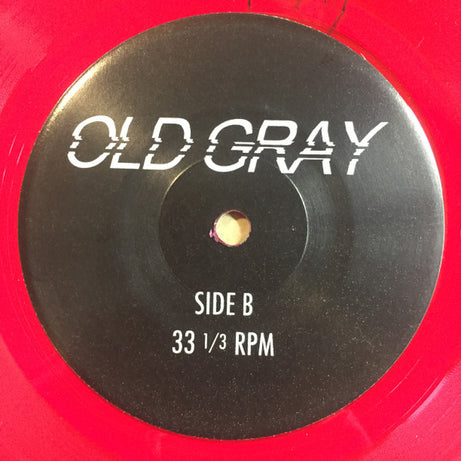 OLD GRAY
SIDE B
33 1/3 RPM